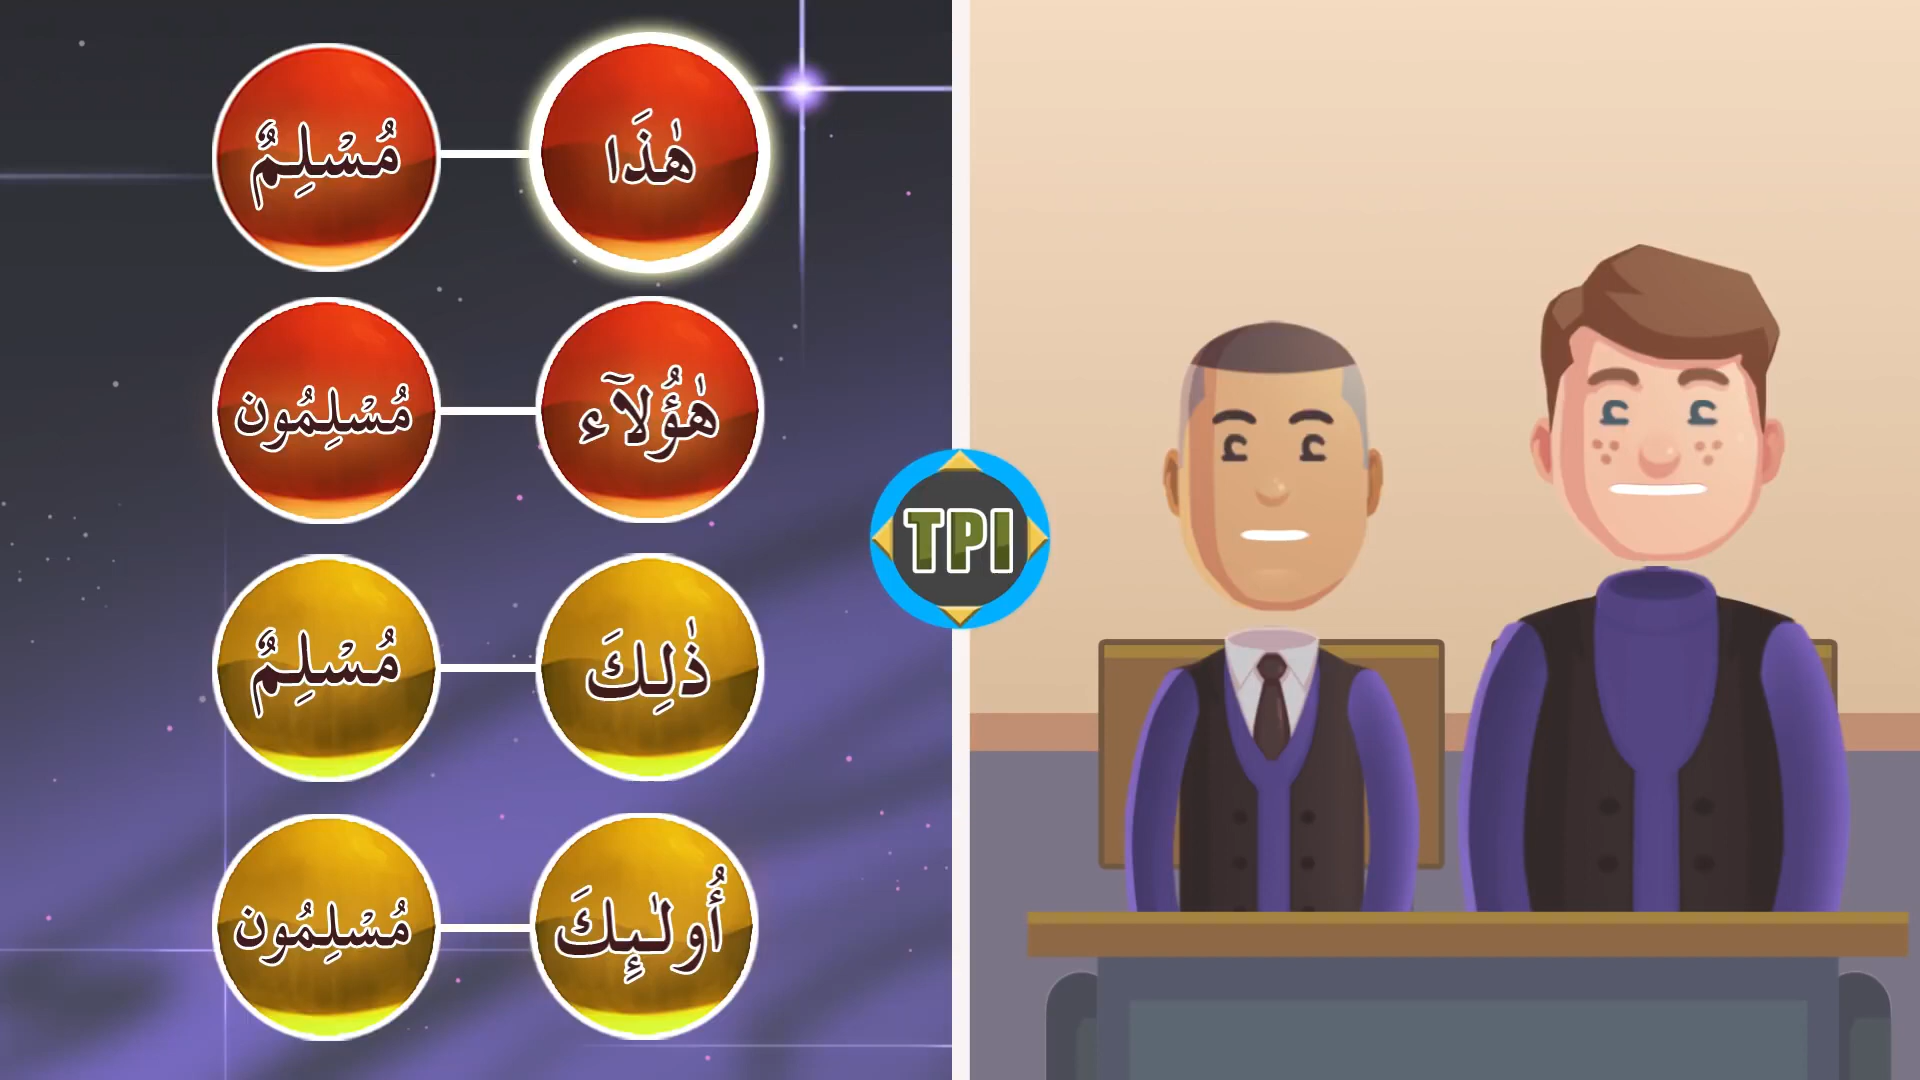 هٰذَا مُسْلِمٌ
هٰؤُلَآء مُسْلِمُون
ذٰلِكَ مُسْلِمٌ
أُولٰئِكَ مُسْلِمُون
TPI